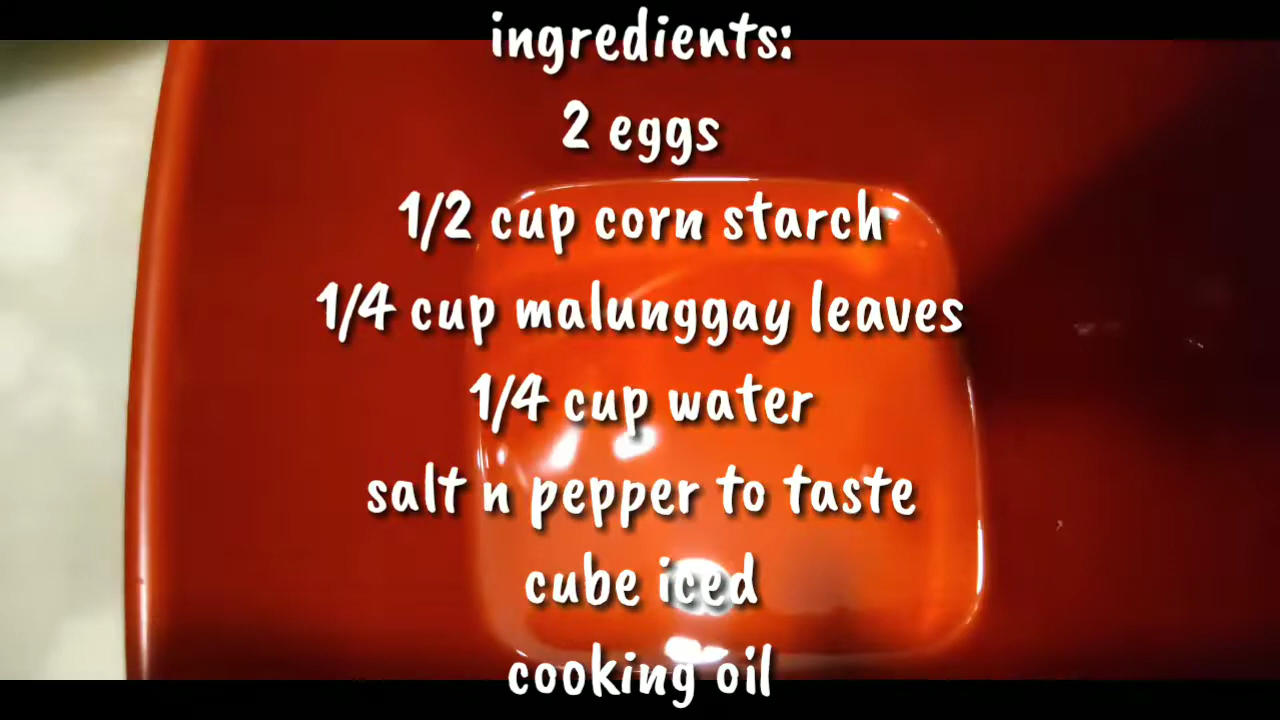 ingredients:
2 eggs
1/2 cup corn starch
1/4 cup malunggay leaves
1/4 cup water
salt n pepper to taste
cube iced
cooking oil